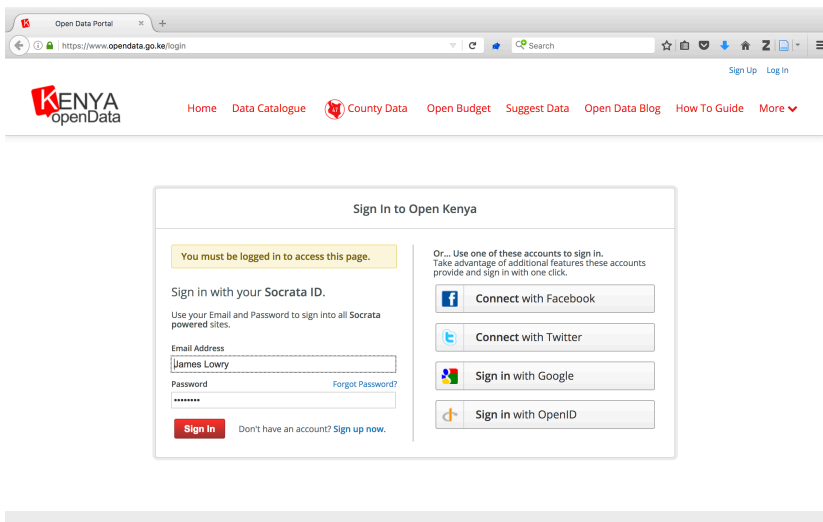 Open Data Portal
https://www.opendata.go.ke/login
Search
Sign Up Log In
KENYA
openData
Home Data Catalogue 47 County Data Open Budget Suggest Data Open Data Blog How To Guide More
Sign In to Open Kenya
You must be logged in to access this page.
Sign in with your Socrata ID.
Use your Email and Password to sign into all Socrata
powered sites.
Email Address
James Lowry
Password Forgot Password?
••••••••
Sign In Don't have an account? Sign up now.
Or... Use one of these accounts to sign in.
Take advantage of additional features these accounts
provide and sign in with one click.
Connect with Facebook
Connect with Twitter
Sign in with Google
Sign in with OpenID